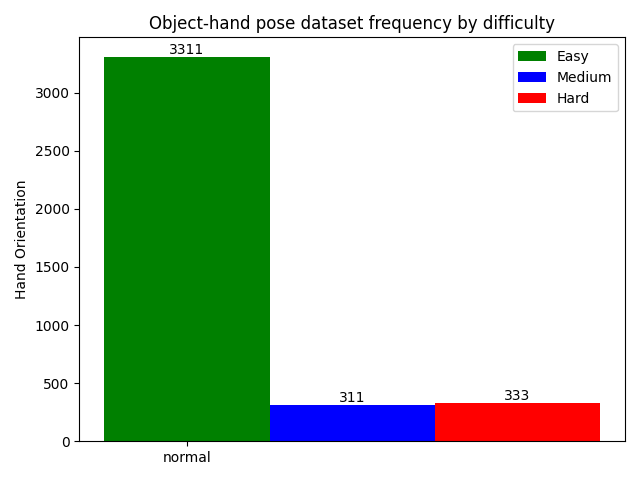 Object-hand pose dataset frequency by difficulty
3311
Easy
Medium
Hard
3000
2500
2000
1500
1000
500
0
Hand Orientation
311
333
normal